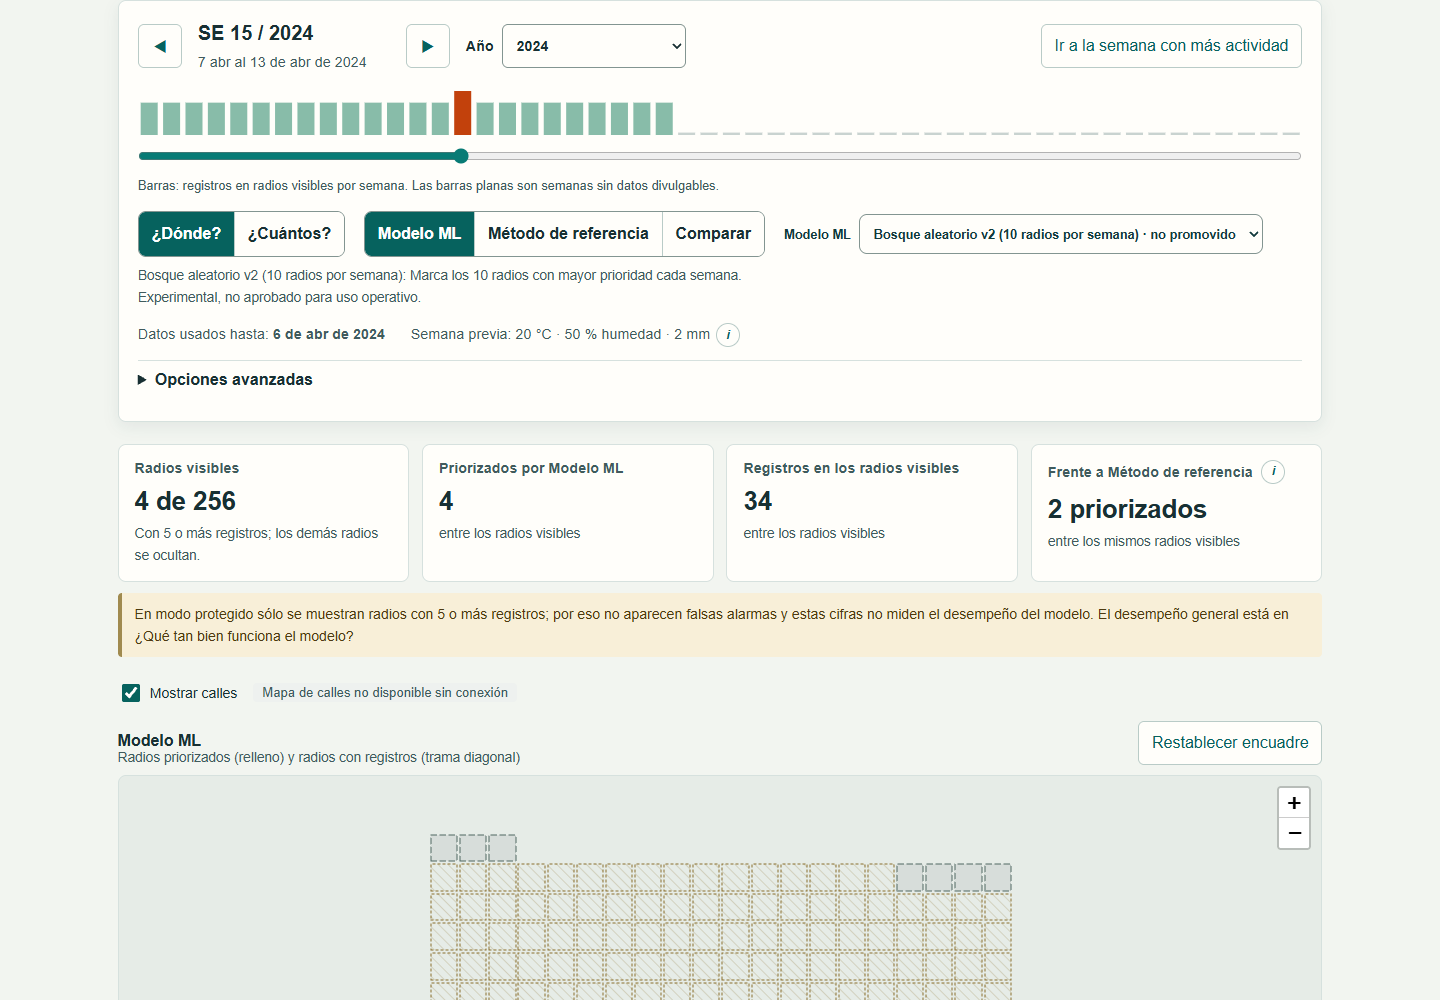 ◀ SE 15 / 2024
7 abr al 13 de abr de 2024
▶ Año 2024
Ir a la semana con más actividad
Barras: registros en radios visibles por semana. Las barras planas son semanas sin datos divulgables.
¿Dónde? ¿Cuántos? Modelo ML Método de referencia Comparar Modelo ML Bosque aleatorio v2 (10 radios por semana) · no promovido
Bosque aleatorio v2 (10 radios por semana): Marca los 10 radios con mayor prioridad cada semana.
Experimental, no aprobado para uso operativo.
Datos usados hasta: 6 de abr de 2024 Semana previa: 20 °C · 50 % humedad · 2 mm i
▶ Opciones avanzadas
Radios visibles
4 de 256
Con 5 o más registros; los demás radios
se ocultan.
Priorizados por Modelo ML
4
entre los radios visibles
Registros en los radios visibles
34
entre los radios visibles
Frente a Método de referencia i
2 priorizados
entre los mismos radios visibles
En modo protegido sólo se muestran radios con 5 o más registros; por eso no aparecen falsas alarmas y estas cifras no miden el desempeño del modelo. El desempeño general está en
¿Qué tan bien funciona el modelo?
Mostrar calles Mapa de calles no disponible sin conexión
Modelo ML
Radios priorizados (relleno) y radios con registros (trama diagonal)
Restablecer encuadre
+
−